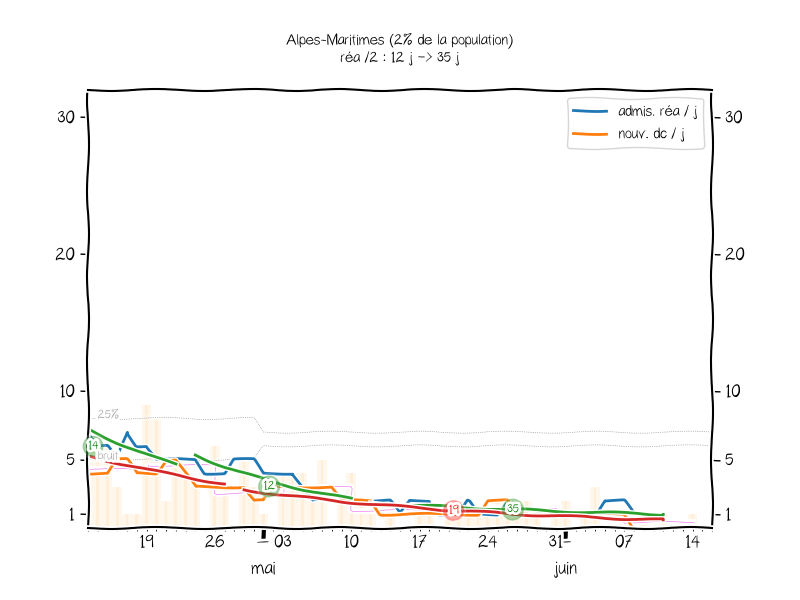 Alpes-Maritimes (2% de la population)
réa /2 : 12 j -> 35 j
admis. réa / j
nouv. dc / j
30
30
20
20
10
10
25%
14
bruit
5
5
12
19
35
1
1
19 26 03 10 17 24 31 07 14
mai juin